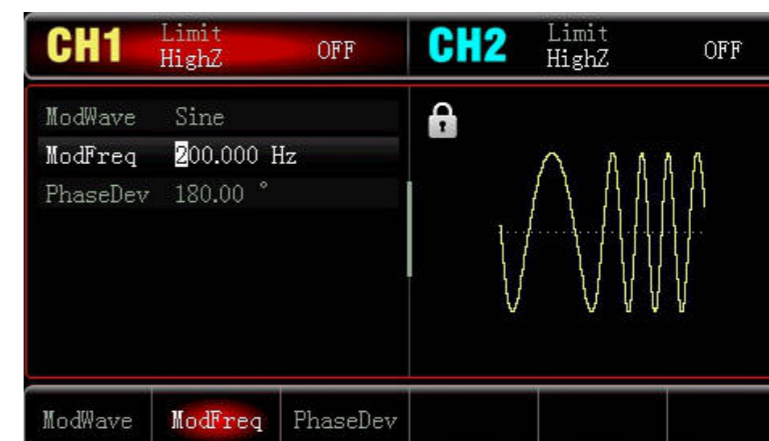 CH1 Limit HighZ OFF
CH2 Limit HighZ OFF
ModWave Sine
ModFreq 200.000 Hz
PhaseDev 180.00 °
ModWave ModFreq PhaseDev